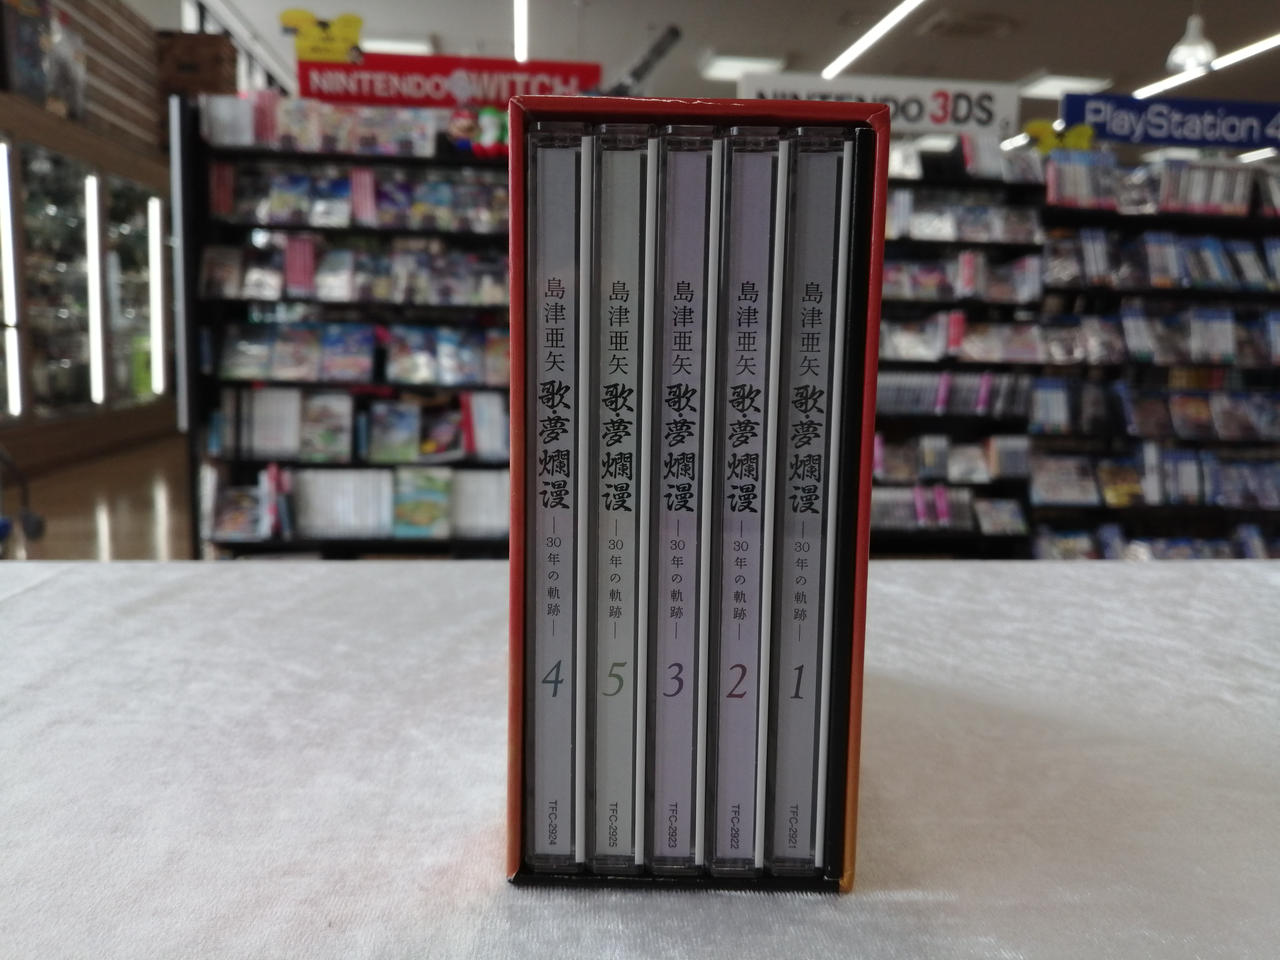 NINTENDO SWITCH
NINTENDO 3DS
PlayStation 4
島津亜矢 歌・夢爛漫 ―30年の軌跡― 4 TFC-2924
島津亜矢 歌・夢爛漫 ―30年の軌跡― 5 TFC-2925
島津亜矢 歌・夢爛漫 ―30年の軌跡― 3 TFC-2923
島津亜矢 歌・夢爛漫 ―30年の軌跡― 2 TFC-2922
島津亜矢 歌・夢爛漫 ―30年の軌跡― 1 TFC-2921